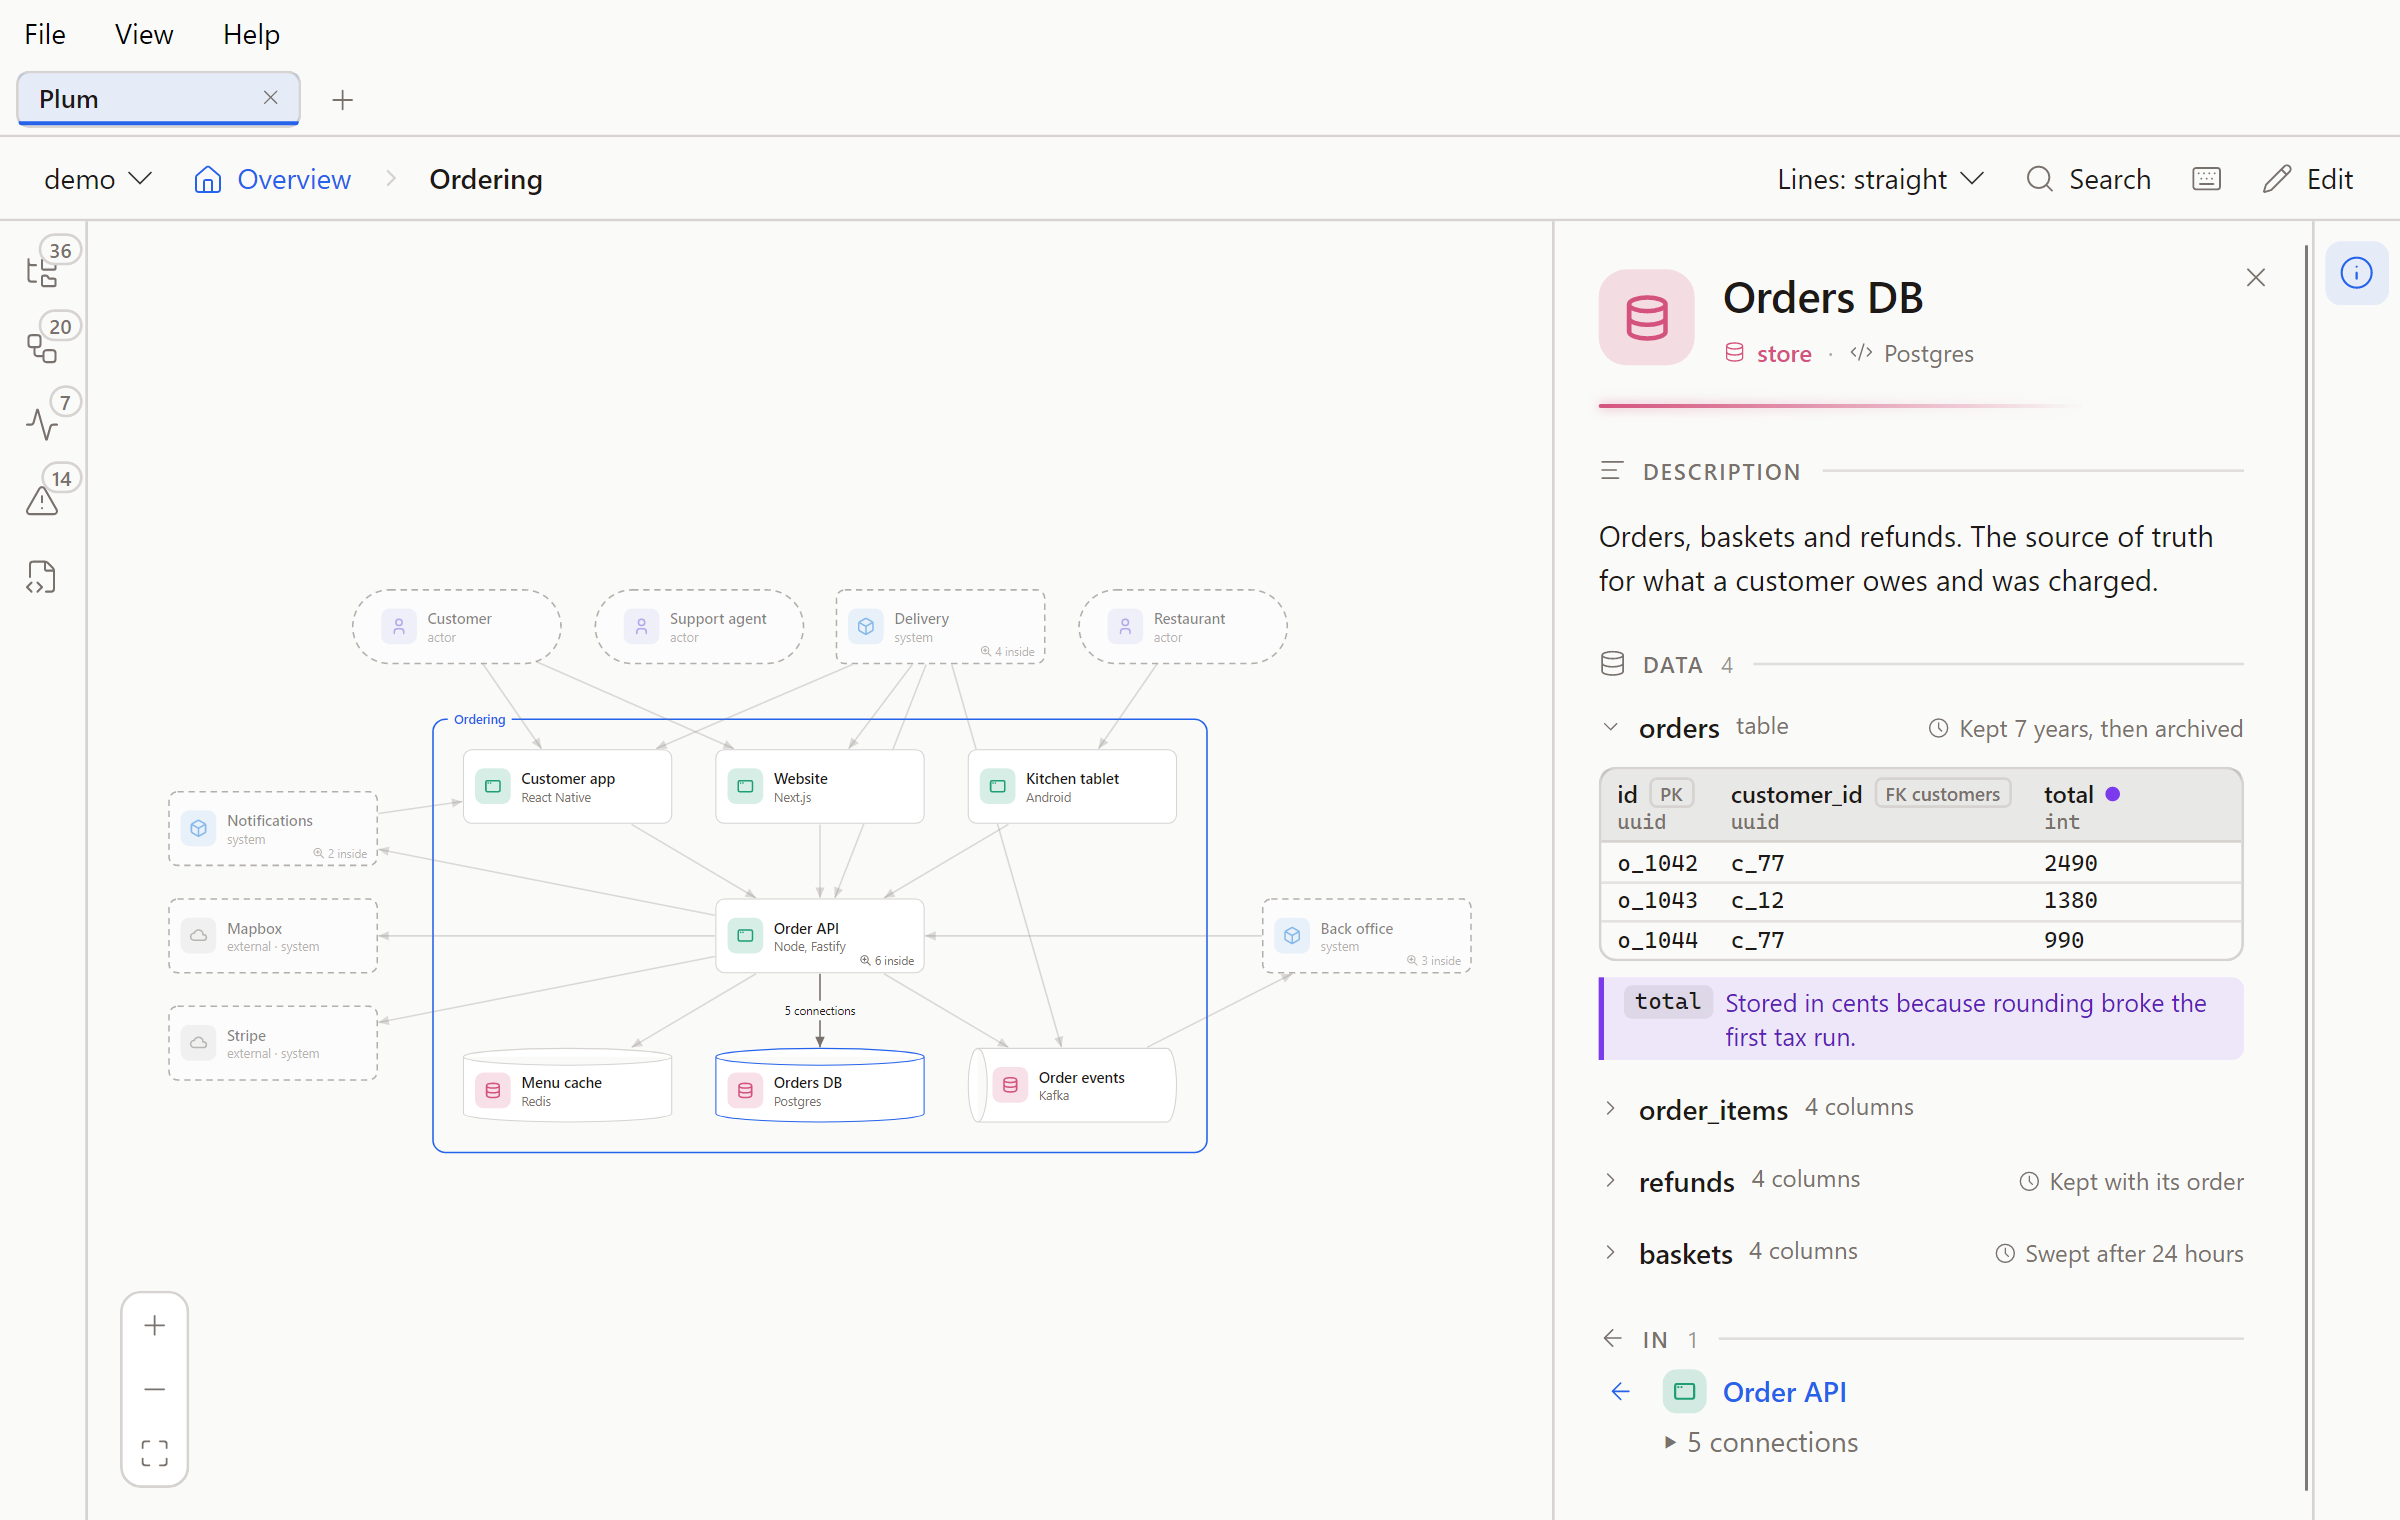 File View Help
Plum
demo Overview Ordering Lines: straight Search Edit
36
20
7
14
Customer
actor
Support agent
actor
Delivery
system
4 inside
Restaurant
actor
Ordering
Customer app
React Native
Website
Next.js
Kitchen tablet
Android
Notifications
system
2 inside
Mapbox
external · system
Stripe
external · system
Order API
Node, Fastify
6 inside
Back office
system
3 inside
5 connections
Menu cache
Redis
Orders DB
Postgres
Order events
Kafka
Orders DB
store · Postgres
DESCRIPTION
Orders, baskets and refunds. The source of truth
for what a customer owes and was charged.
DATA 4
orders table Kept 7 years, then archived
id PK customer_id FK customers total
uuid uuid int
o_1042 c_77 2490
o_1043 c_12 1380
o_1044 c_77 990
total Stored in cents because rounding broke the
first tax run.
order_items 4 columns
refunds 4 columns Kept with its order
baskets 4 columns Swept after 24 hours
IN 1
Order API
5 connections